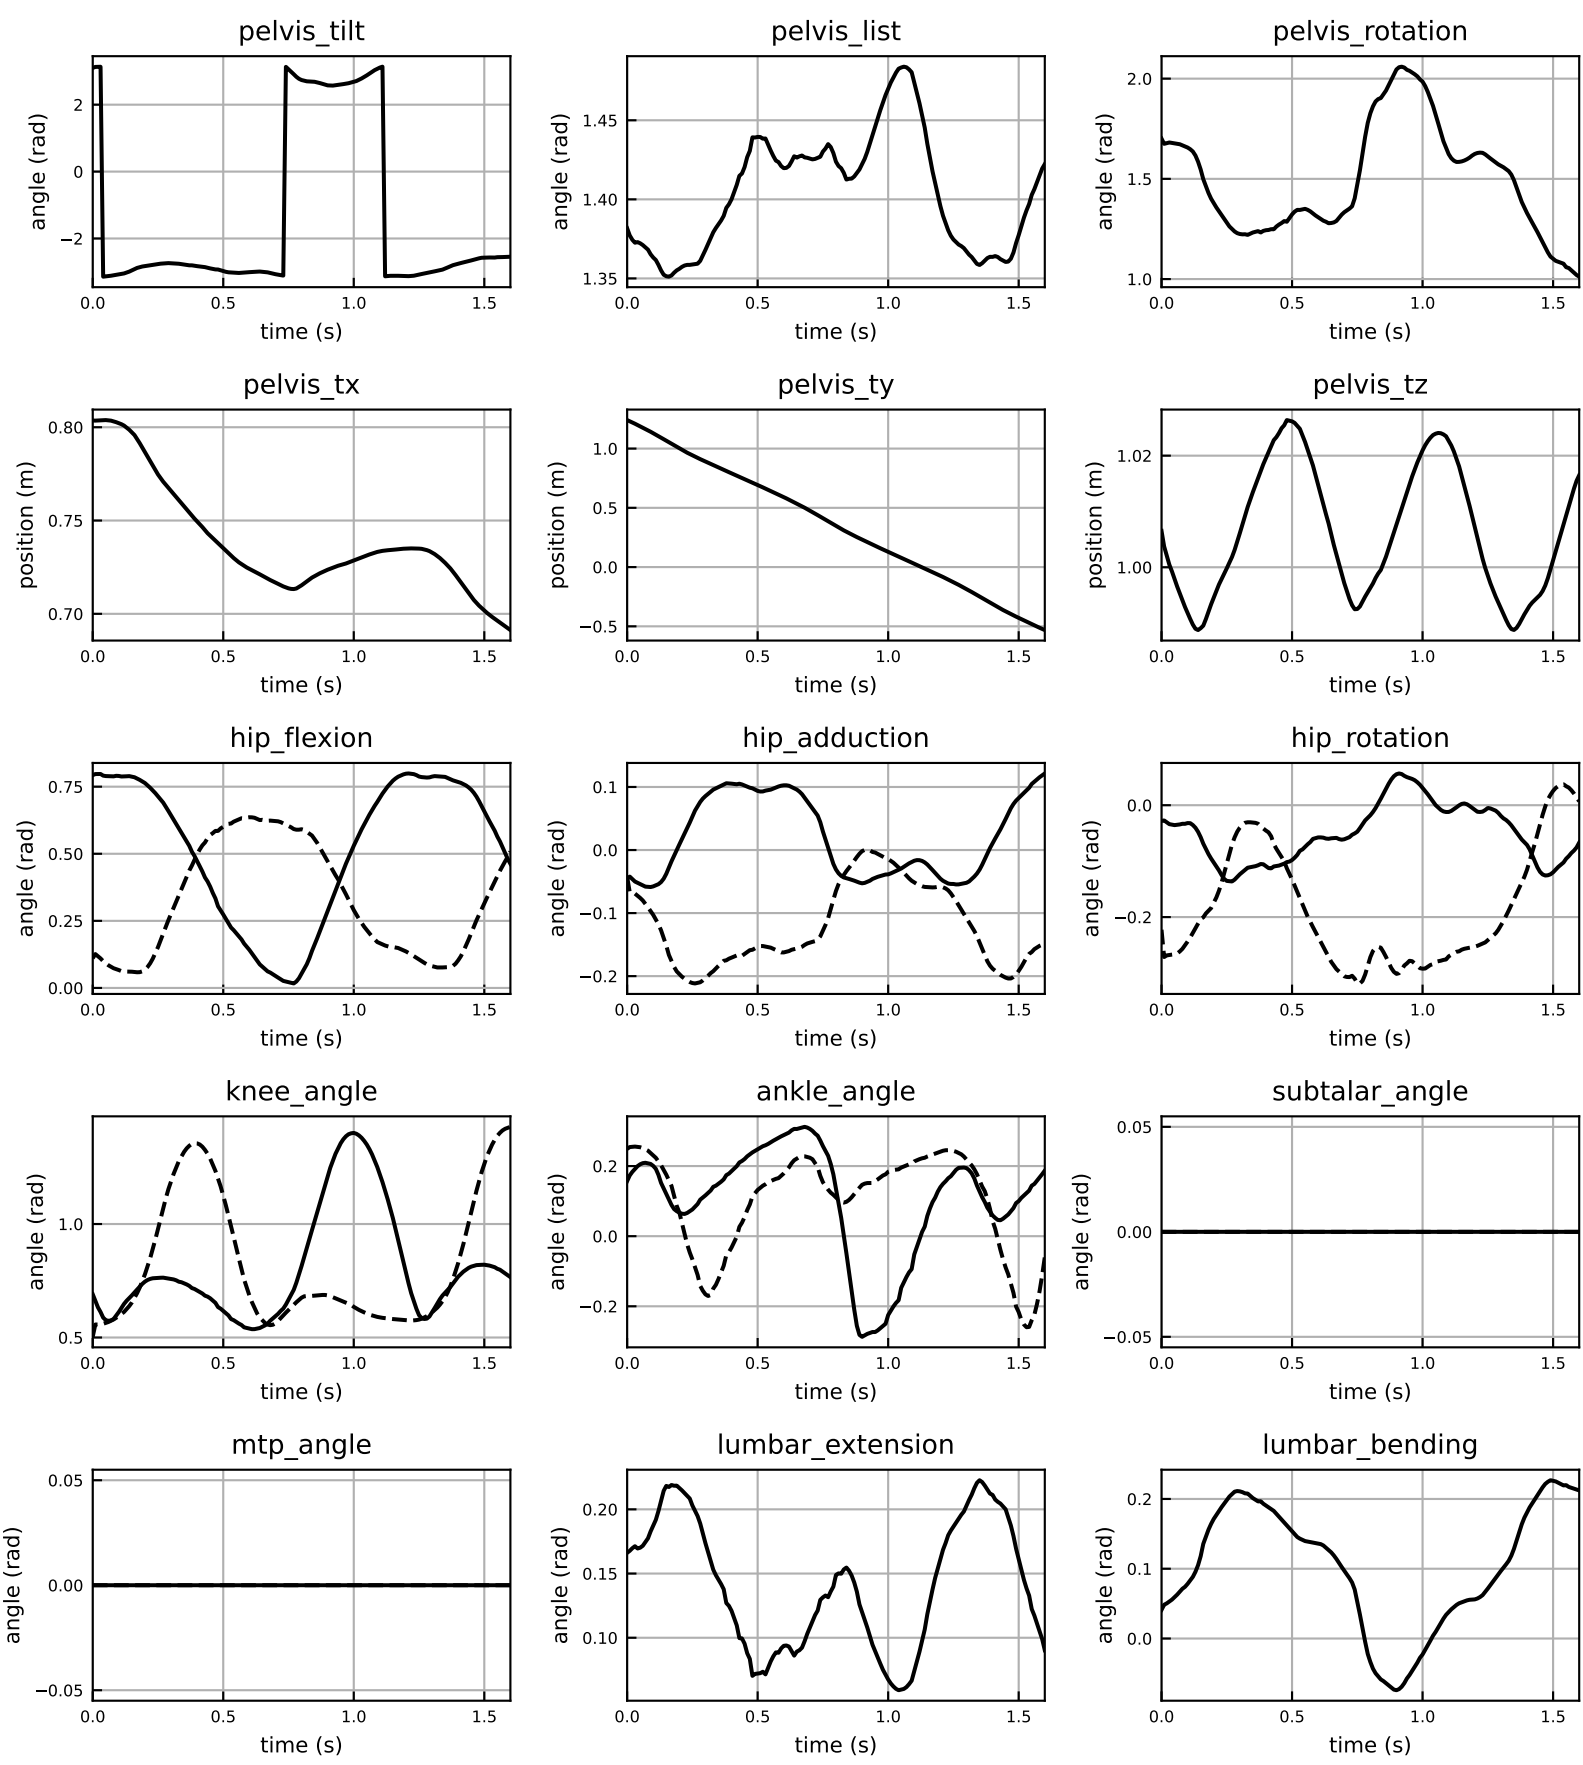 pelvis_tilt
angle (rad)
2
0
−2
0.0 0.5 1.0 1.5
time (s)
pelvis_list
angle (rad)
1.45
1.40
1.35
0.0 0.5 1.0 1.5
time (s)
pelvis_rotation
angle (rad)
2.0
1.5
1.0
0.0 0.5 1.0 1.5
time (s)
pelvis_tx
position (m)
0.80
0.75
0.70
0.0 0.5 1.0 1.5
time (s)
pelvis_ty
position (m)
1.0
0.5
0.0
−0.5
0.0 0.5 1.0 1.5
time (s)
pelvis_tz
position (m)
1.02
1.00
0.0 0.5 1.0 1.5
time (s)
hip_flexion
angle (rad)
0.75
0.50
0.25
0.00
0.0 0.5 1.0 1.5
time (s)
hip_adduction
angle (rad)
0.1
0.0
−0.1
−0.2
0.0 0.5 1.0 1.5
time (s)
hip_rotation
angle (rad)
0.0
−0.2
0.0 0.5 1.0 1.5
time (s)
knee_angle
angle (rad)
1.0
0.5
0.0 0.5 1.0 1.5
time (s)
ankle_angle
angle (rad)
0.2
0.0
−0.2
0.0 0.5 1.0 1.5
time (s)
subtalar_angle
angle (rad)
0.05
0.00
−0.05
0.0 0.5 1.0 1.5
time (s)
mtp_angle
angle (rad)
0.05
0.00
−0.05
0.0 0.5 1.0 1.5
time (s)
lumbar_extension
angle (rad)
0.20
0.15
0.10
0.0 0.5 1.0 1.5
time (s)
lumbar_bending
angle (rad)
0.2
0.1
0.0
0.0 0.5 1.0 1.5
time (s)